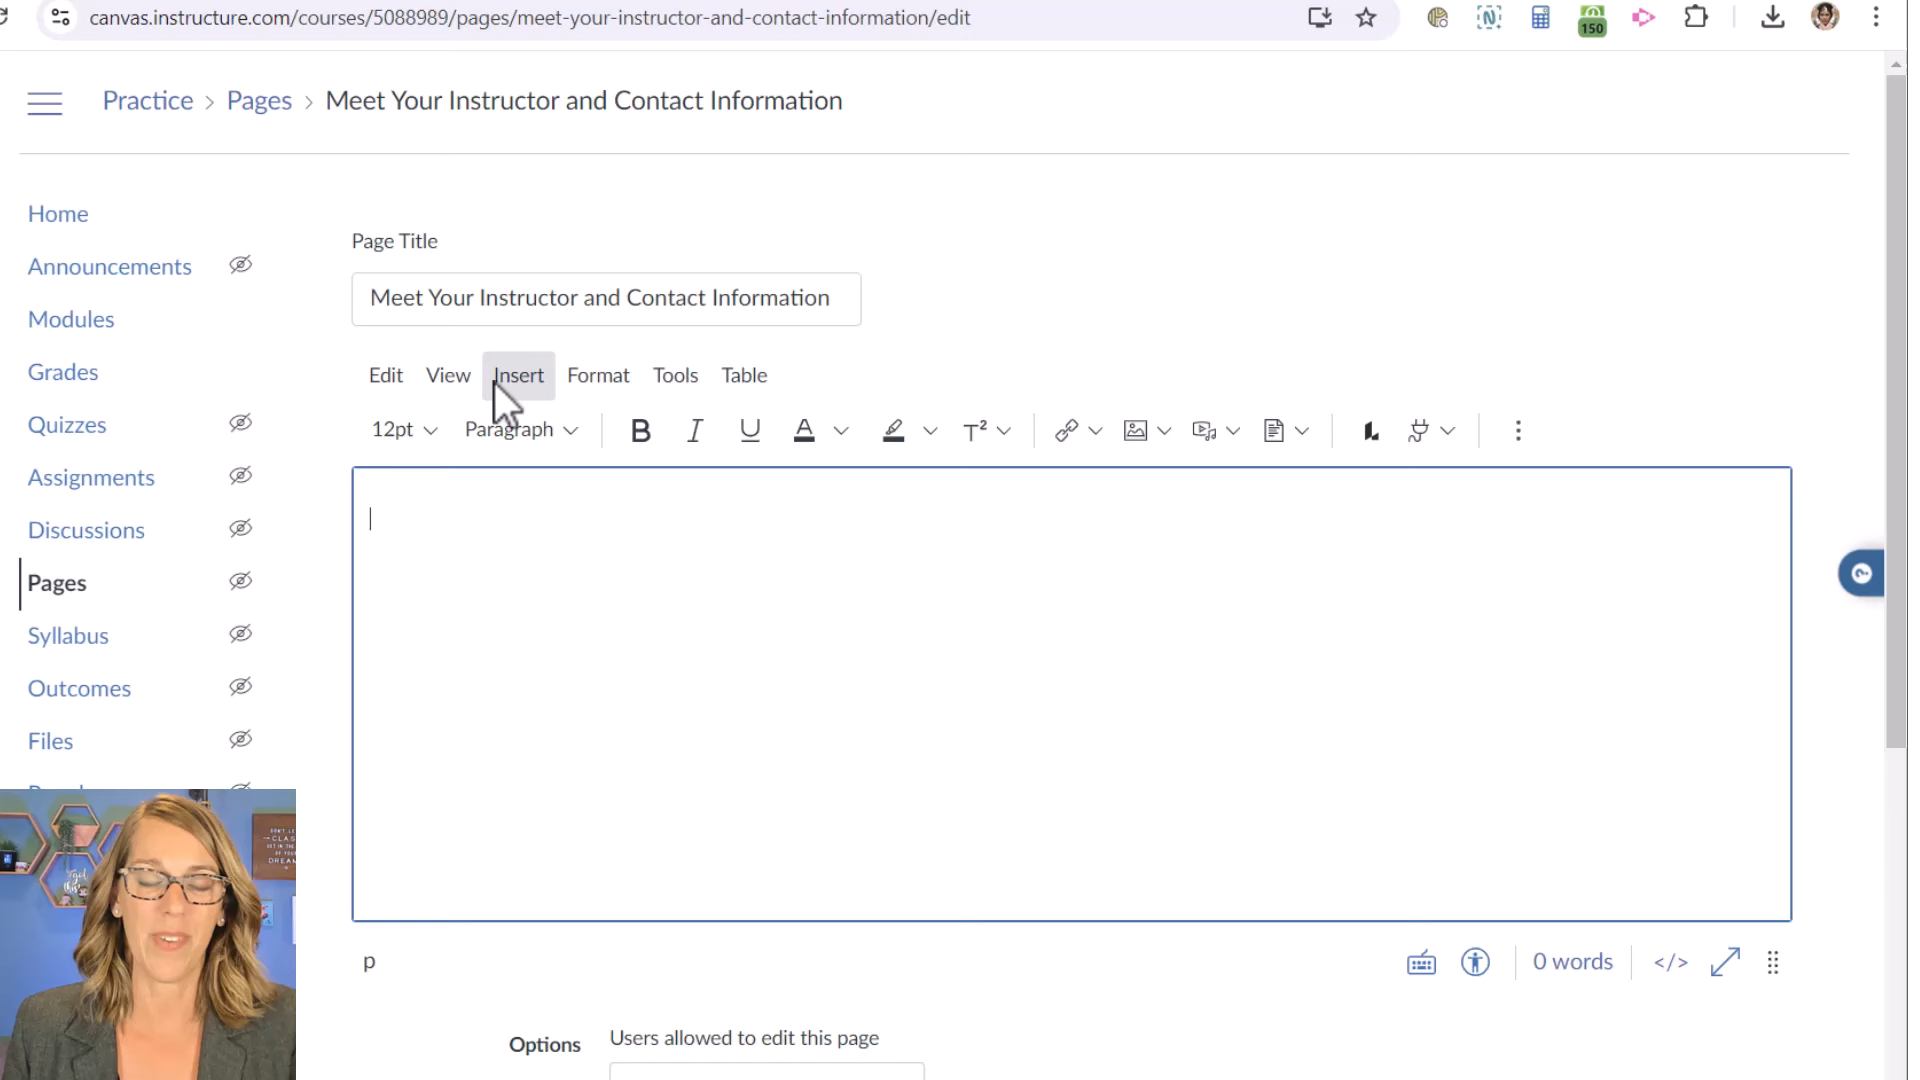 canvas.instructure.com/courses/5088989/pages/meet-your-instructor-and-contact-information/edit
150
Practice > Pages > Meet Your Instructor and Contact Information
Home
Announcements
Modules
Grades
Quizzes
Assignments
Discussions
Pages
Syllabus
Outcomes
Files
Page Title
Meet Your Instructor and Contact Information
Edit View Insert Format Tools Table
12pt Paragraph B I U A T²
p
0 words </>
Options
Users allowed to edit this page